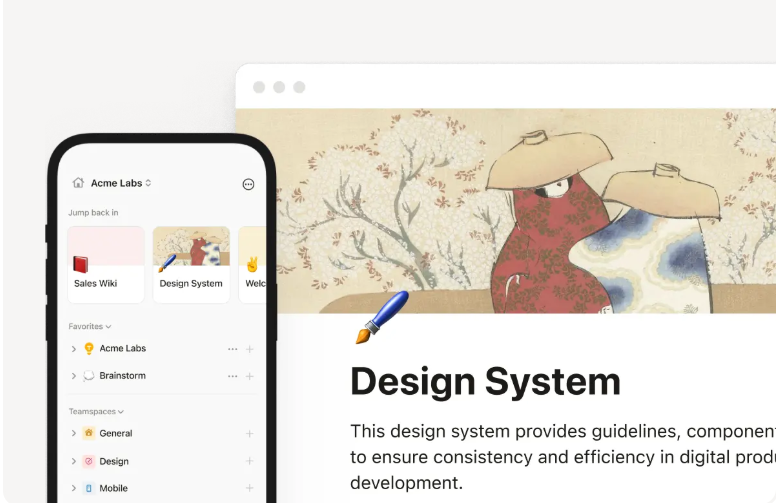 Acme Labs
Jump back in
Sales Wiki
Design System
Welc
Favorites
Acme Labs
Brainstorm
Teamspaces
General
Design
Mobile
Design System
This design system provides guidelines, component
to ensure consistency and efficiency in digital produ
development.